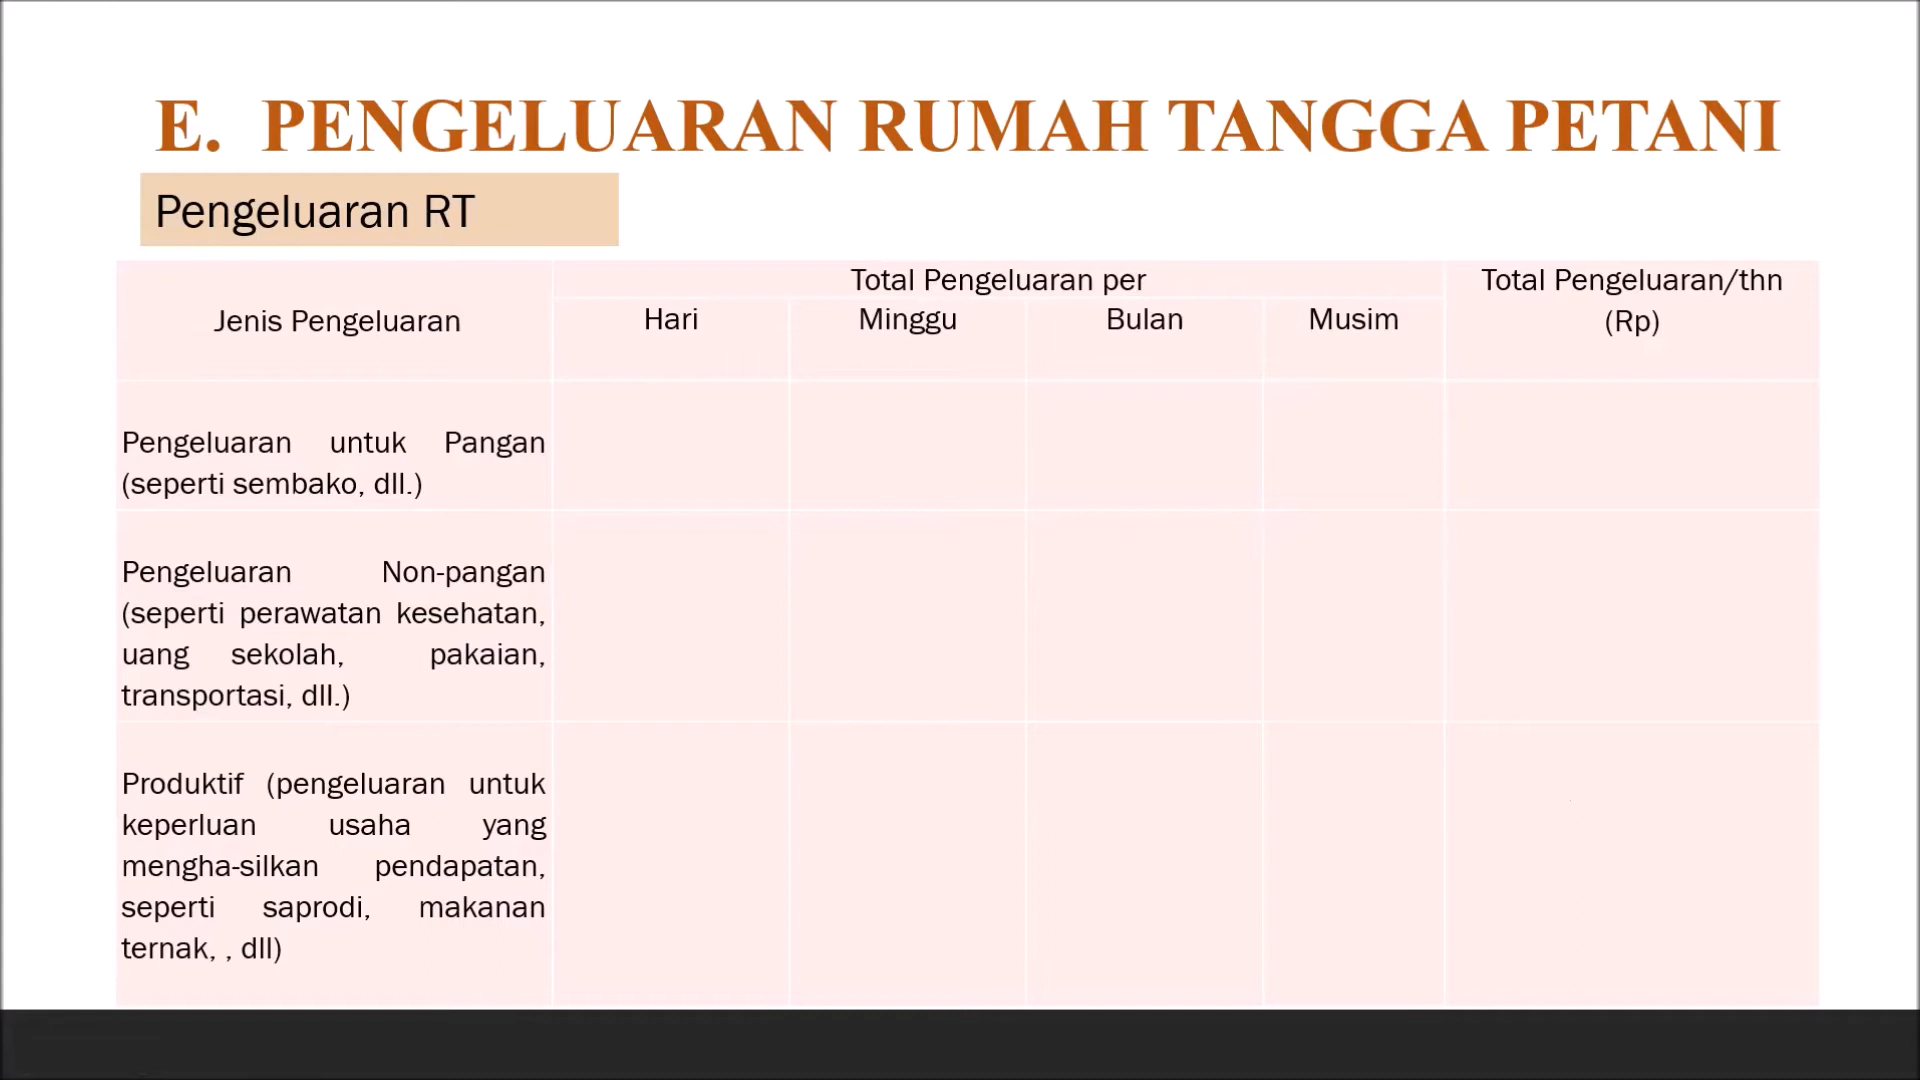 E. PENGELUARAN RUMAH TANGGA PETANI
Pengeluaran RT
Jenis Pengeluaran
Total Pengeluaran per
Hari
Minggu
Bulan
Musim
Total Pengeluaran/thn
(Rp)
Pengeluaran untuk Pangan
(seperti sembako, dll.)
Pengeluaran Non-pangan
(seperti perawatan kesehatan,
uang sekolah, pakaian,
transportasi, dll.)
Produktif (pengeluaran untuk
keperluan usaha yang
mengha-silkan pendapatan,
seperti saprodi, makanan
ternak, , dll)